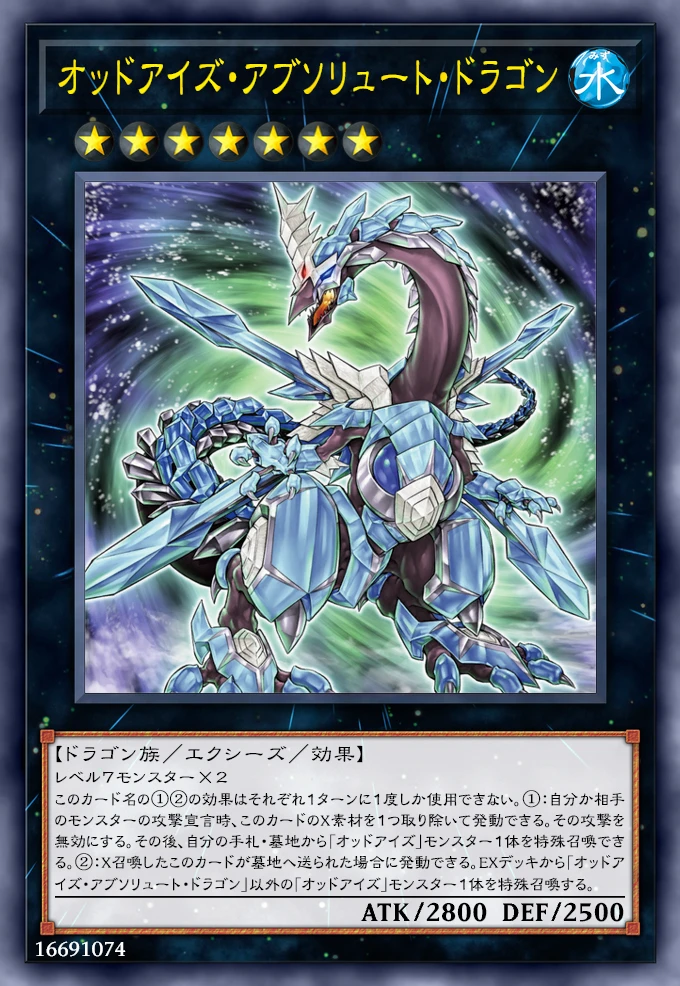 オッドアイズ・アブソリュート・ドラゴン
みず
水
【ドラゴン族／エクシーズ／効果】
レベル7モンスター×2
このカード名の①②の効果はそれぞれ1ターンに1度しか使用できない。①:自分か相手
のモンスターの攻撃宣言時、このカードのX素材を1つ取り除いて発動できる。その攻撃を
無効にする。その後、自分の手札・墓地から「オッドアイズ」モンスター1体を特殊召喚でき
る。②:X召喚したこのカードが墓地へ送られた場合に発動できる。EXデッキから「オッドア
イズ・アブソリュート・ドラゴン」以外の「オッドアイズ」モンスター1体を特殊召喚する。
ATK/2800 DEF/2500
16691074